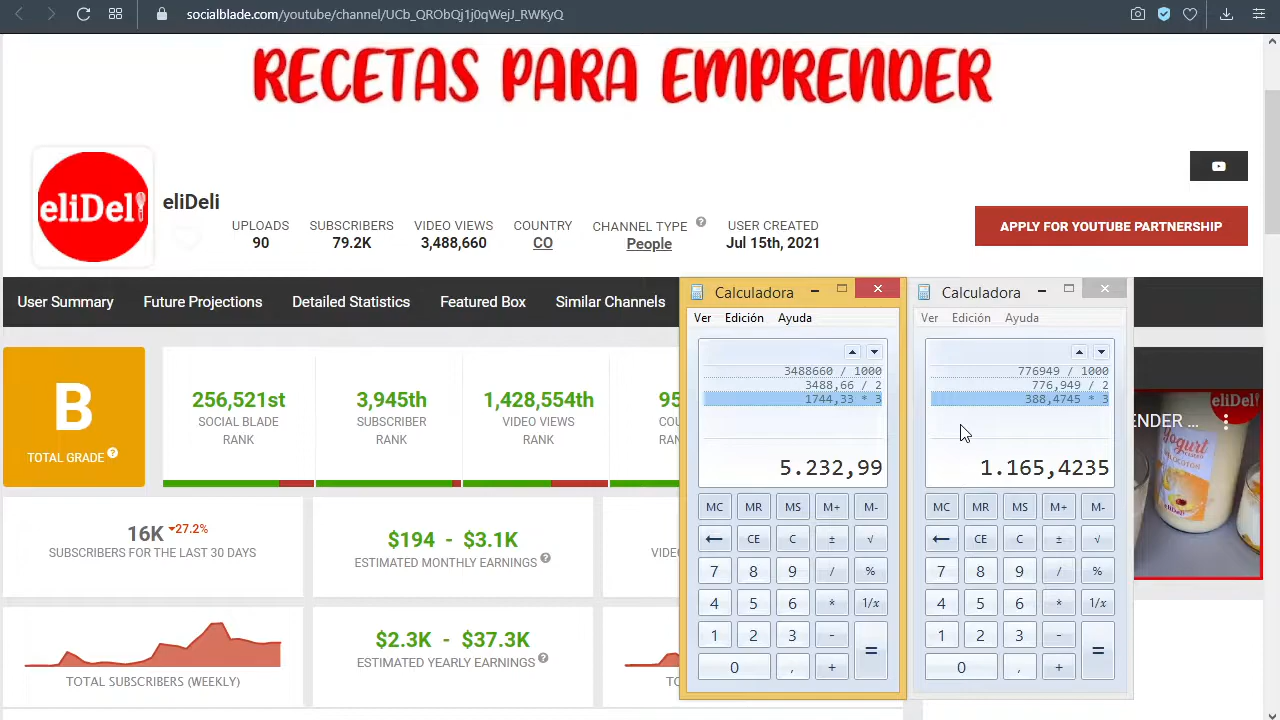 socialblade.com/youtube/channel/UCb_QRObQj1j0qWejJ_RWKyQ
RECETAS PARA EMPRENDER
eliDeli
eliDeli
UPLOADS
90
SUBSCRIBERS
79.2K
VIDEO VIEWS
3,488,660
COUNTRY
CO
CHANNEL TYPE ?
People
USER CREATED
Jul 15th, 2021
APPLY FOR YOUTUBE PARTNERSHIP
User Summary
Future Projections
Detailed Statistics
Featured Box
Similar Channels
B
TOTAL GRADE ?
256,521st
SOCIAL BLADE
RANK
3,945th
SUBSCRIBER
RANK
1,428,554th
VIDEO VIEWS
RANK
95
COU
16K 27.2%
SUBSCRIBERS FOR THE LAST 30 DAYS
$194 - $3.1K
ESTIMATED MONTHLY EARNINGS ?
VIDEO
TOTAL SUBSCRIBERS (WEEKLY)
$2.3K - $37.3K
ESTIMATED YEARLY EARNINGS ?
Calculadora
Ver Edición Ayuda
3488660 / 1000
3488,66 / 2
1744,33 * 3
5.232,99
MC MR MS M+ M-
← CE C ± √
7 8 9 / %
4 5 6 * 1/x
1 2 3 - =
0 , +
Calculadora
Ver Edición Ayuda
776949 / 1000
776,949 / 2
388,4745 * 3
1.165,4235
MC MR MS M+ M-
← CE C ± √
7 8 9 / %
4 5 6 * 1/x
1 2 3 - =
0 , +
ENDER ...
eliDeli
Yogurt
eliDeli